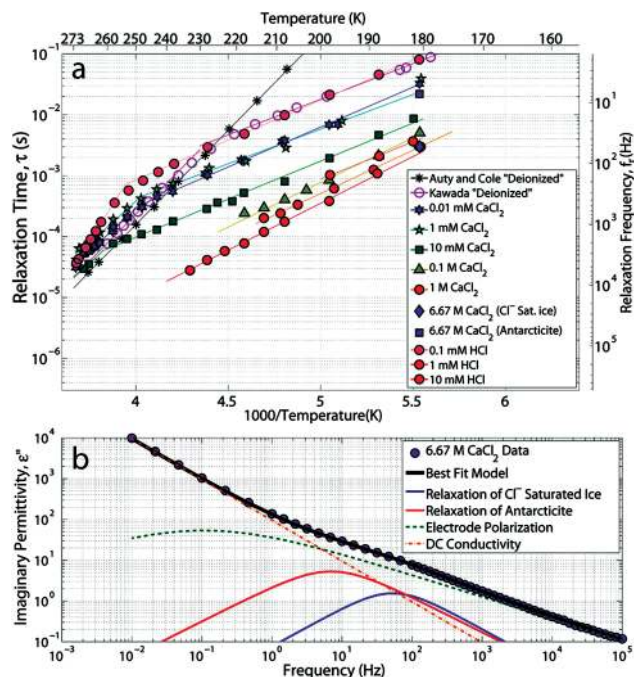 Temperature (K)
273 260 250 240 230 220 210 200 190 180 170 160
a
10⁻¹
10⁻²
10⁻³
10⁻⁴
10⁻⁵
10⁻⁶
Relaxation Time, τ (s)
10¹
10²
10³
10⁴
10⁵
Relaxation Frequency, fᵣ(Hz)
Auty and Cole "Deionized"
Kawada "Deionized"
0.01 mM CaCl₂
1 mM CaCl₂
10 mM CaCl₂
0.1 M CaCl₂
1 M CaCl₂
6.67 M CaCl₂ (Cl⁻ Sat. ice)
6.67 M CaCl₂ (Antarcticite)
0.1 mM HCl
1 mM HCl
10 mM HCl
4 4.5 5 5.5 6
1000/Temperature(K)
b
10⁴
10³
10²
10¹
10⁰
10⁻¹
Imaginary Permittivity, ε"
6.67 M CaCl₂ Data
Best Fit Model
Relaxation of Cl⁻ Saturated Ice
Relaxation of Antarcticite
Electrode Polarization
DC Conductivity
10⁻³ 10⁻² 10⁻¹ 10⁰ 10¹ 10² 10³ 10⁴ 10⁵
Frequency (Hz)